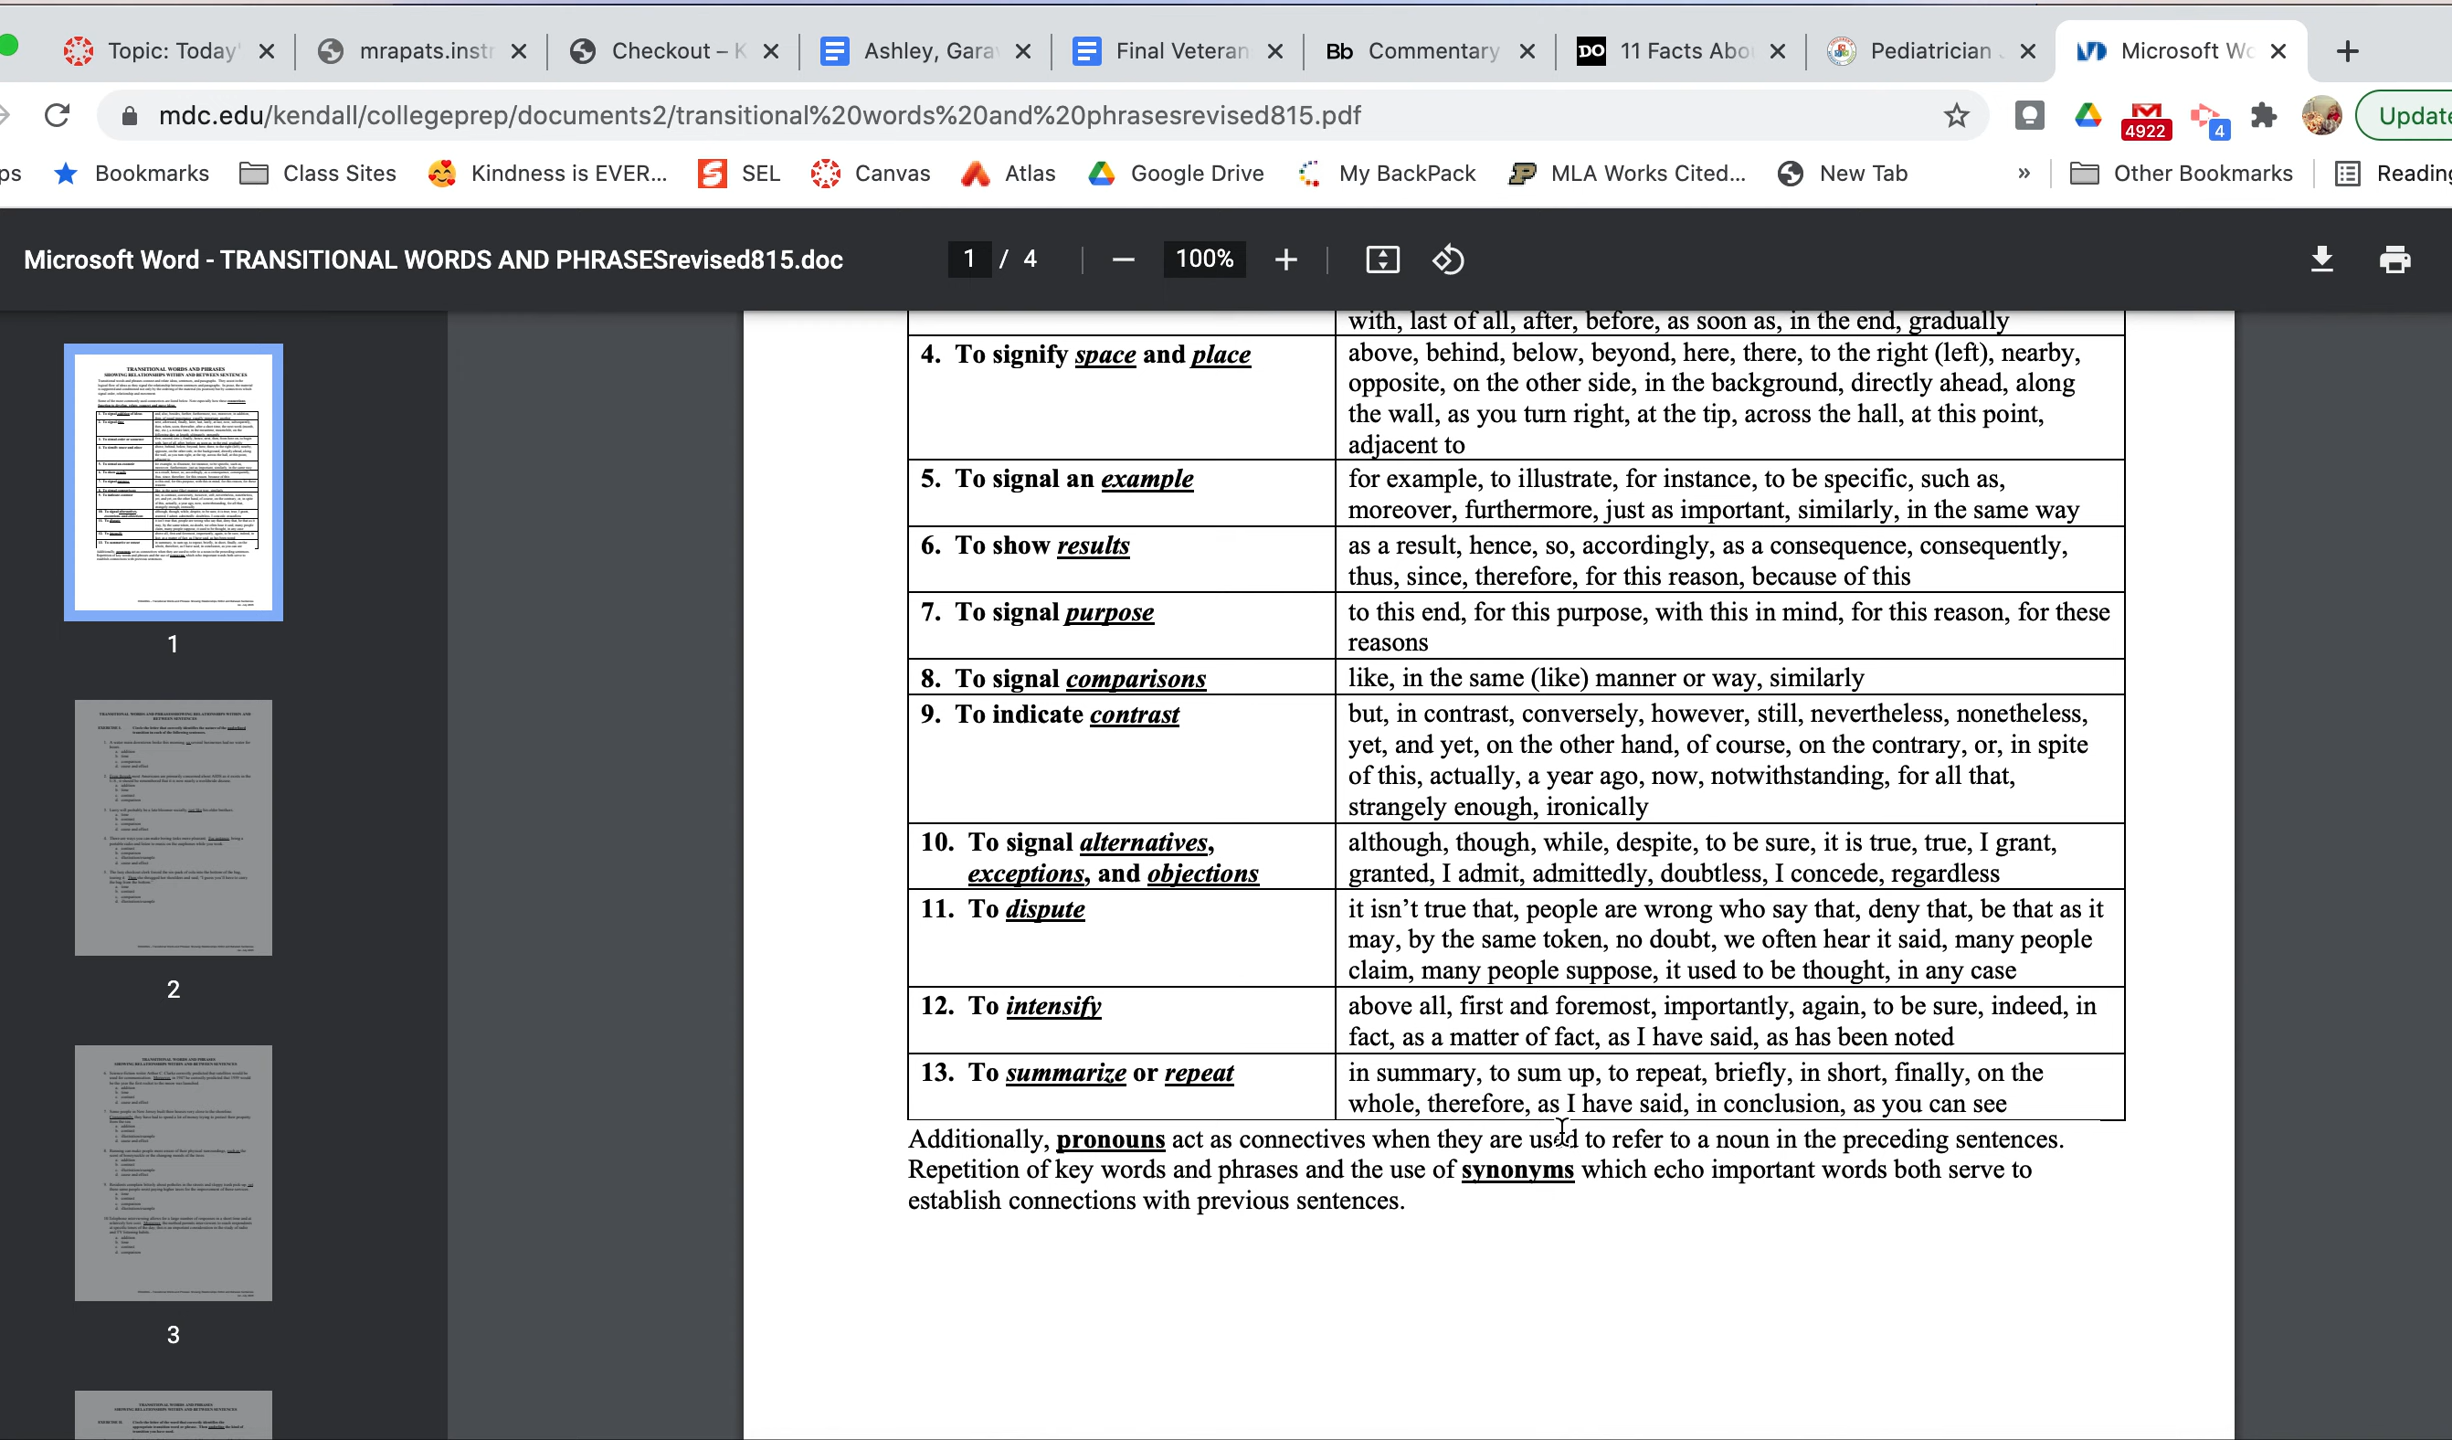 Topic: Today'
mrapats.instr
Checkout – K
Ashley, Gara
Final Veteran
Bb Commentary
DO 11 Facts Abo
Pediatrician
Microsoft Wo
mdc.edu/kendall/collegeprep/documents2/transitional%20words%20and%20phrasesrevised815.pdf
4922
4
Update
ps
Bookmarks
Class Sites
Kindness is EVER...
SEL
Canvas
Atlas
Google Drive
My BackPack
MLA Works Cited...
New Tab
»
Other Bookmarks
Reading
Microsoft Word - TRANSITIONAL WORDS AND PHRASESrevised815.doc
1 / 4
100%
1
2
3
with, last of all, after, before, as soon as, in the end, gradually
4. To signify space and place
above, behind, below, beyond, here, there, to the right (left), nearby,
opposite, on the other side, in the background, directly ahead, along
the wall, as you turn right, at the tip, across the hall, at this point,
adjacent to
5. To signal an example
for example, to illustrate, for instance, to be specific, such as,
moreover, furthermore, just as important, similarly, in the same way
6. To show results
as a result, hence, so, accordingly, as a consequence, consequently,
thus, since, therefore, for this reason, because of this
7. To signal purpose
to this end, for this purpose, with this in mind, for this reason, for these
reasons
8. To signal comparisons
like, in the same (like) manner or way, similarly
9. To indicate contrast
but, in contrast, conversely, however, still, nevertheless, nonetheless,
yet, and yet, on the other hand, of course, on the contrary, or, in spite
of this, actually, a year ago, now, notwithstanding, for all that,
strangely enough, ironically
10. To signal alternatives,
exceptions, and objections
although, though, while, despite, to be sure, it is true, true, I grant,
granted, I admit, admittedly, doubtless, I concede, regardless
11. To dispute
it isn't true that, people are wrong who say that, deny that, be that as it
may, by the same token, no doubt, we often hear it said, many people
claim, many people suppose, it used to be thought, in any case
12. To intensify
above all, first and foremost, importantly, again, to be sure, indeed, in
fact, as a matter of fact, as I have said, as has been noted
13. To summarize or repeat
in summary, to sum up, to repeat, briefly, in short, finally, on the
whole, therefore, as I have said, in conclusion, as you can see
Additionally, pronouns act as connectives when they are used to refer to a noun in the preceding sentences.
Repetition of key words and phrases and the use of synonyms which echo important words both serve to
establish connections with previous sentences.